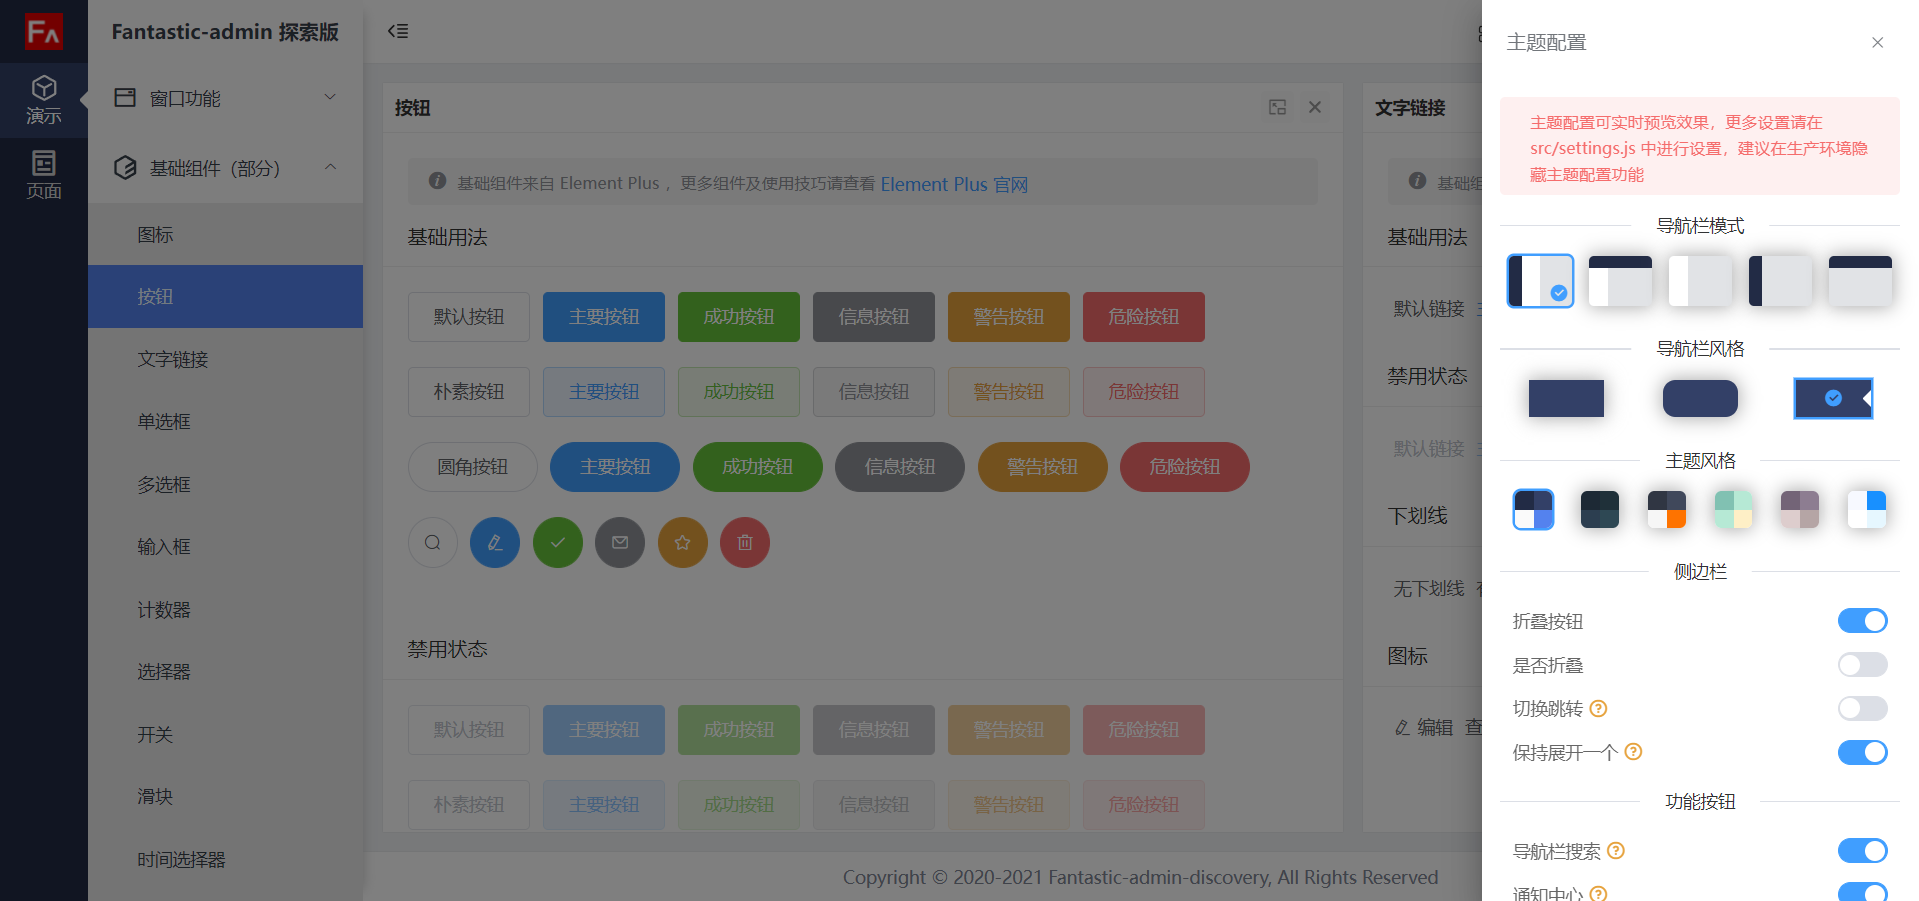 FA
演示
页面
Fantastic-admin 探索版
窗口功能
基础组件（部分）
图标
按钮
文字链接
单选框
多选框
输入框
计数器
选择器
开关
滑块
时间选择器
按钮
基础组件来自 Element Plus ，更多组件及使用技巧请查看 Element Plus 官网
基础用法
默认按钮 主要按钮 成功按钮 信息按钮 警告按钮 危险按钮
朴素按钮 主要按钮 成功按钮 信息按钮 警告按钮 危险按钮
圆角按钮 主要按钮 成功按钮 信息按钮 警告按钮 危险按钮
禁用状态
默认按钮 主要按钮 成功按钮 信息按钮 警告按钮 危险按钮
朴素按钮 主要按钮 成功按钮 信息按钮 警告按钮 危险按钮
文字链接
基础组
基础用法
默认链接
禁用状态
默认链接
下划线
无下划线
图标
编辑 查
Copyright © 2020-2021 Fantastic-admin-discovery, All Rights Reserved
主题配置
主题配置可实时预览效果，更多设置请在
src/settings.js 中进行设置，建议在生产环境隐
藏主题配置功能
导航栏模式
导航栏风格
主题风格
侧边栏
折叠按钮
是否折叠
切换跳转
保持展开一个
功能按钮
导航栏搜索
通知中心